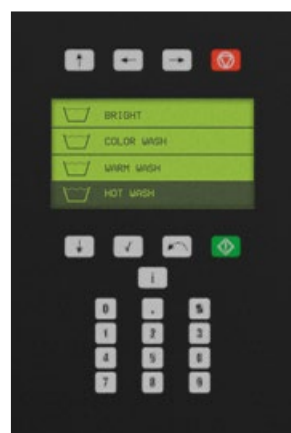 BRIGHT
COLOR WASH
WARM WASH
HOT WASH
i
0 .
1 2 3
4 5 6
7 8 9